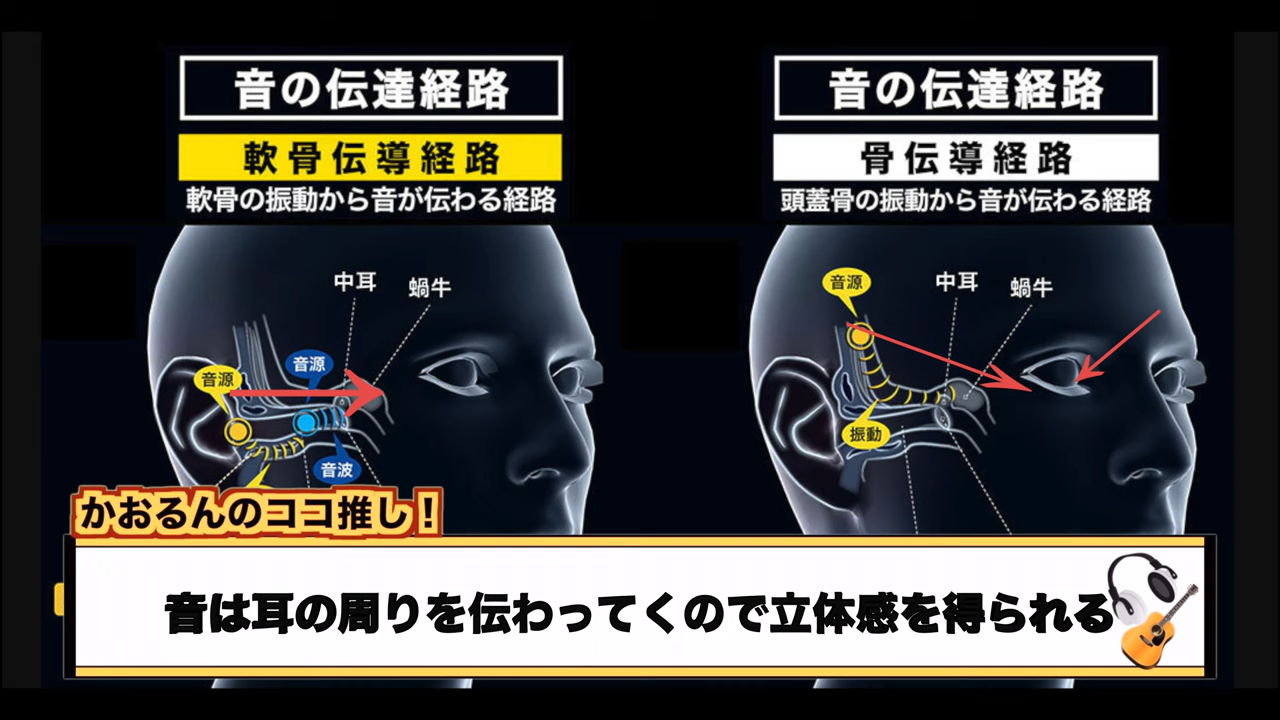 音の伝達経路
軟骨伝導経路
軟骨の振動から音が伝わる経路
中耳
蝸牛
音源
音源
音波
音の伝達経路
骨伝導経路
頭蓋骨の振動から音が伝わる経路
音源
中耳
蝸牛
振動
かおるんのココ推し！
音は耳の周りを伝わってくので立体感を得られる